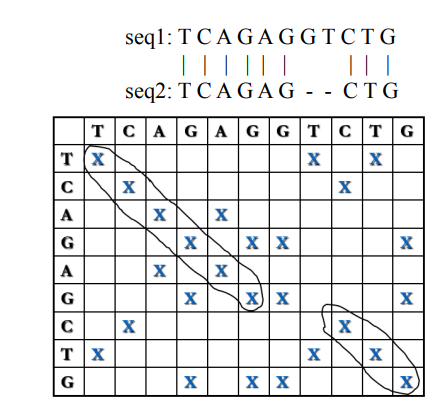 seq1: T C A G A G G T C T G
seq2: T C A G A G - - C T G
T C A G A G G T C T G
T X X X
C X X
A X X
G X X X X
A X X
G X X X X
C X X
T X X X
G X X X X